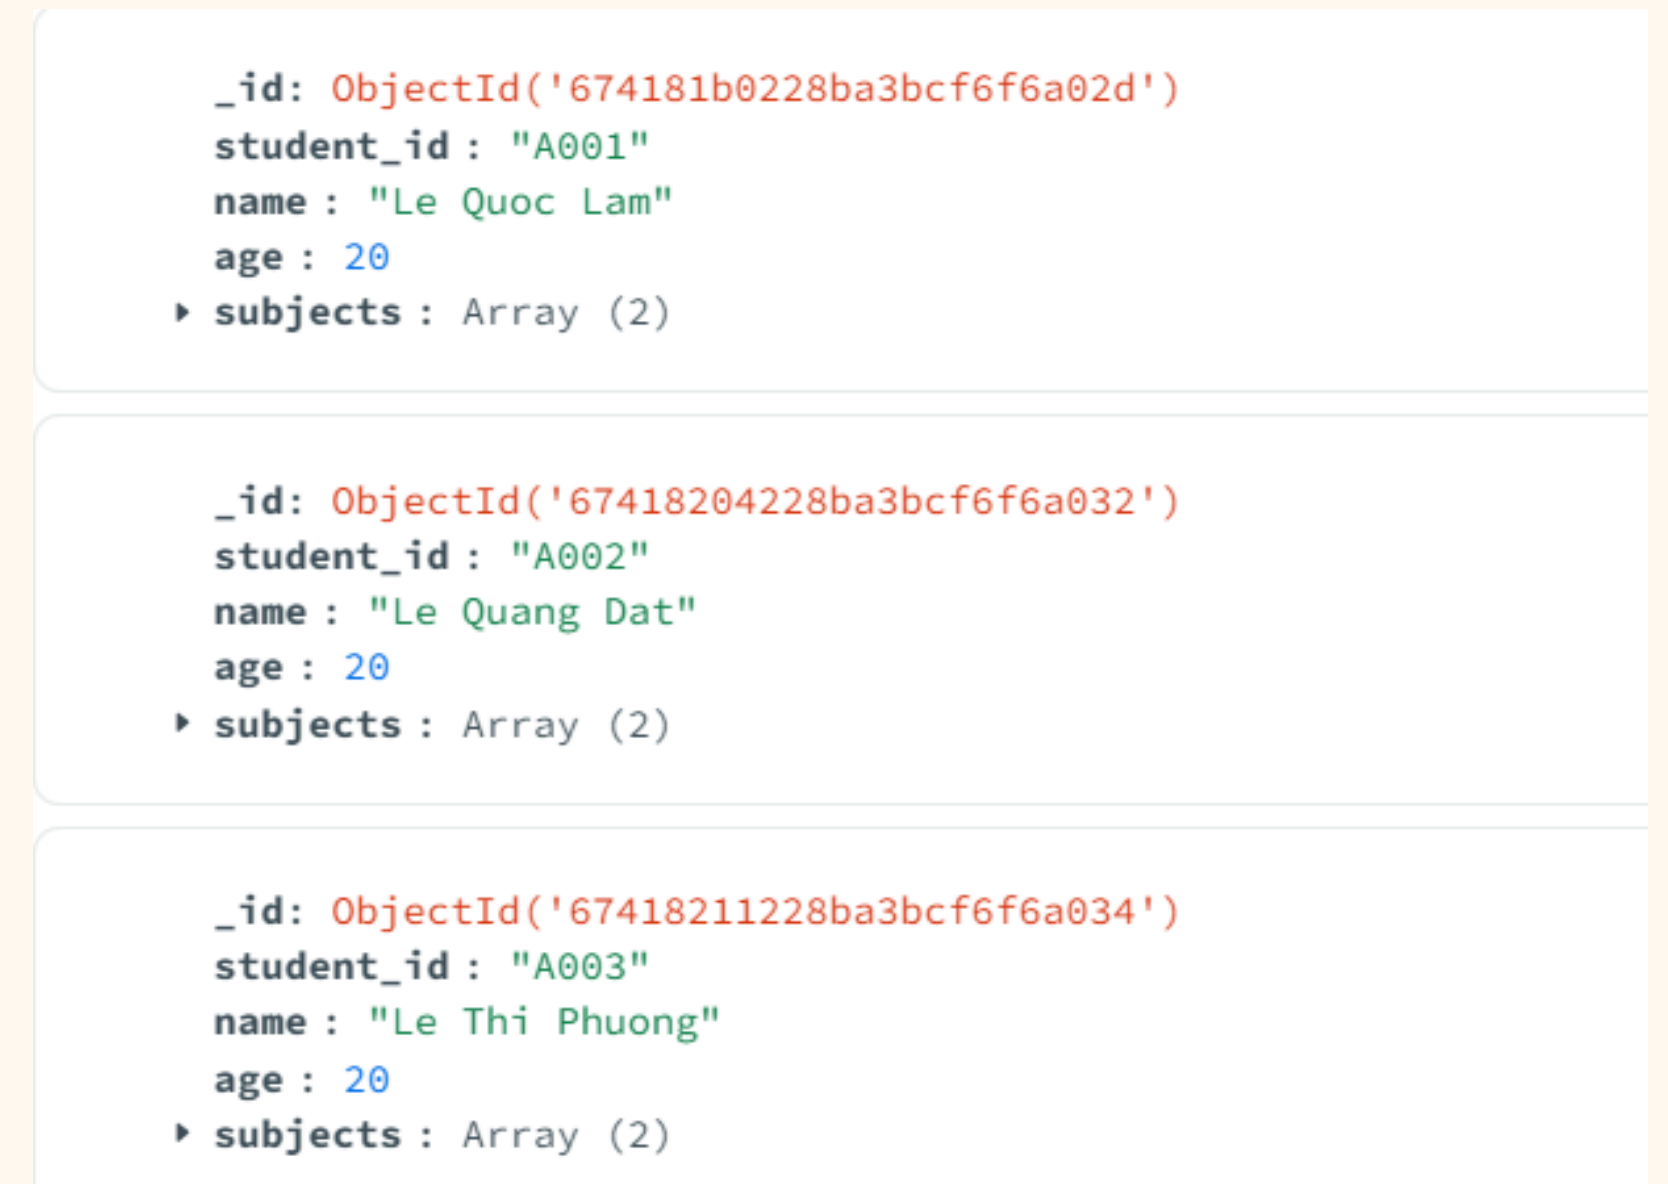 _id: ObjectId('674181b0228ba3bcf6f6a02d')
student_id : "A001"
name : "Le Quoc Lam"
age : 20
subjects : Array (2)
_id: ObjectId('67418204228ba3bcf6f6a032')
student_id : "A002"
name : "Le Quang Dat"
age : 20
subjects : Array (2)
_id: ObjectId('67418211228ba3bcf6f6a034')
student_id : "A003"
name : "Le Thi Phuong"
age : 20
subjects : Array (2)